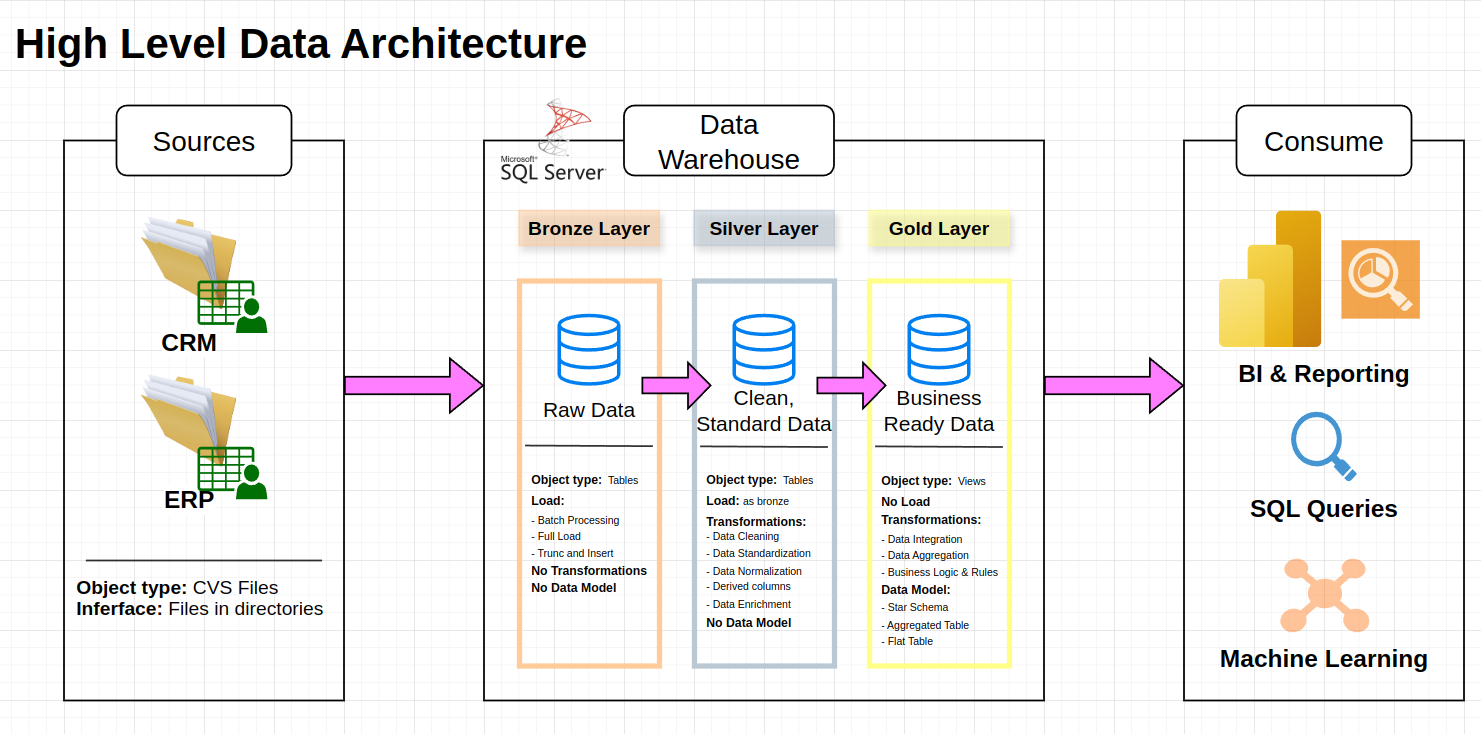 High Level Data Architecture
Sources
CRM
ERP
Object type: CVS Files
Inferface: Files in directories
Microsoft®
SQL Server
Data
Warehouse
Bronze Layer
Raw Data
Object type: Tables
Load:
- Batch Processing
- Full Load
- Trunc and Insert
No Transformations
No Data Model
Silver Layer
Clean,
Standard Data
Object type: Tables
Load: as bronze
Transformations:
- Data Cleaning
- Data Standardization
- Data Normalization
- Derived columns
- Data Enrichment
No Data Model
Gold Layer
Business
Ready Data
Object type: Views
No Load
Transformations:
- Data Integration
- Data Aggregation
- Business Logic & Rules
Data Model:
- Star Schema
- Aggregated Table
- Flat Table
Consume
BI & Reporting
SQL Queries
Machine Learning